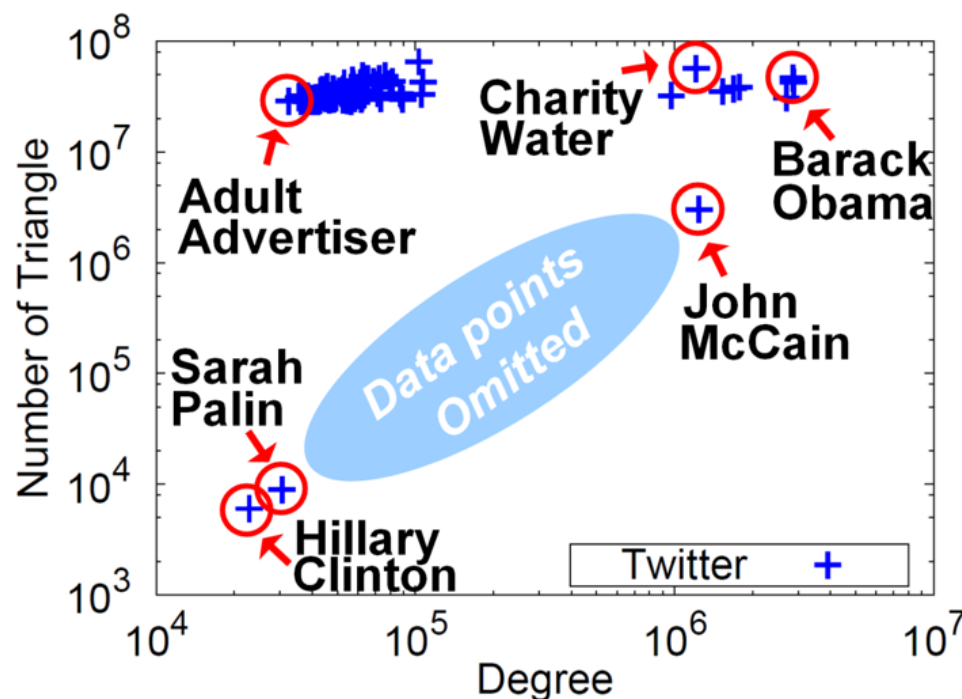 10^8
10^7
10^6
10^5
10^4
10^3
Number of Triangle
Charity
Water
Barack
Obama
Adult
Advertiser
John
McCain
Data points
Omitted
Sarah
Palin
Hillary
Clinton
Twitter
10^4
10^5
10^6
10^7
Degree